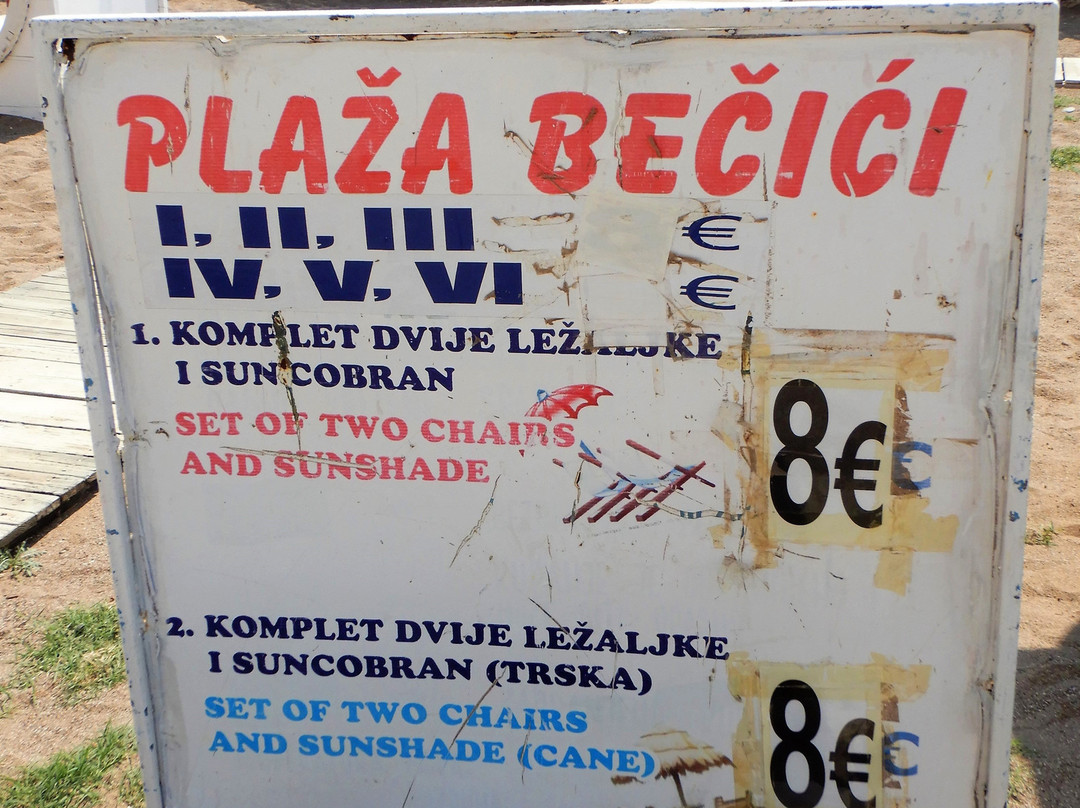 PLAŽA BEČIĆI
I, II, III €
IV, V, VI €
1. KOMPLET DVIJE LEŽALJKE
I SUNCOBRAN
SET OF TWO CHAIRS
AND SUNSHADE
8€ €
2. KOMPLET DVIJE LEŽALJKE
I SUNCOBRAN (TRSKA)
SET OF TWO CHAIRS
AND SUNSHADE (CANE)
8€ €